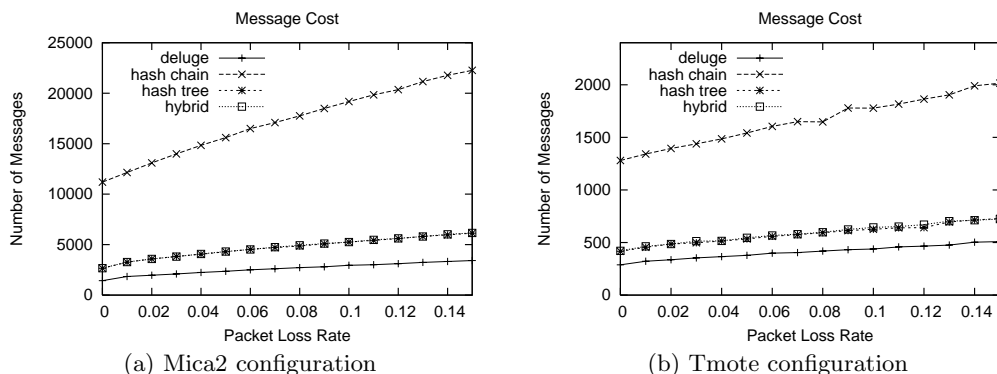 Message Cost
25000
20000
15000
10000
5000
0
Number of Messages
deluge
hash chain
hash tree
hybrid
0 0.02 0.04 0.06 0.08 0.10 0.12 0.14
Packet Loss Rate
(a) Mica2 configuration
Message Cost
2000
1500
1000
500
0
Number of Messages
deluge
hash chain
hash tree
hybrid
0 0.02 0.04 0.06 0.08 0.10 0.12 0.14
Packet Loss Rate
(b) Tmote configuration